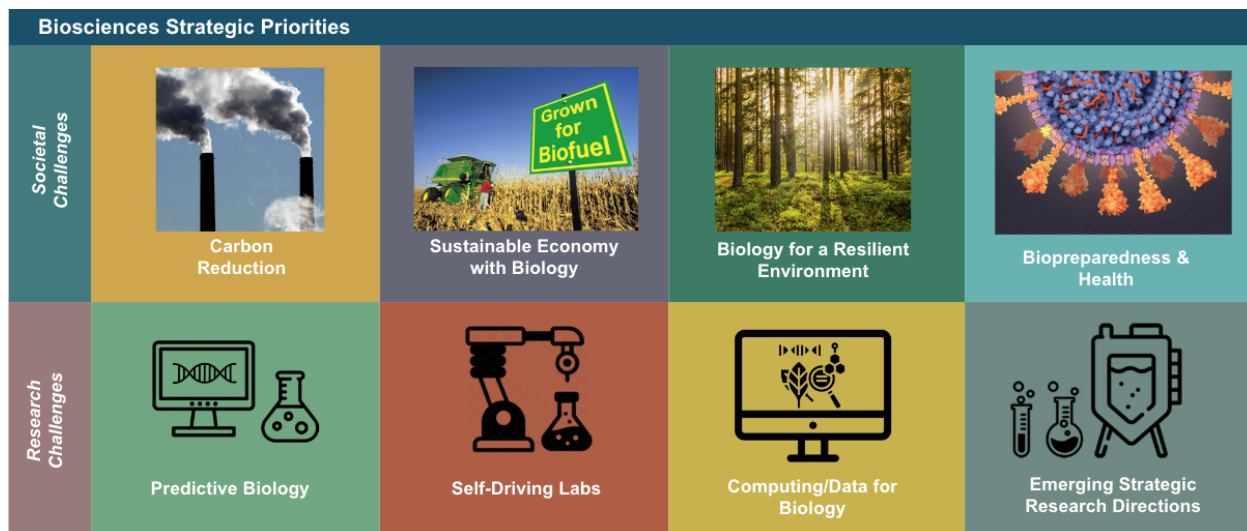 Biosciences Strategic Priorities
Societal
Challenges
Grown
for
Biofuel
Carbon
Reduction
Sustainable Economy
with Biology
Biology for a Resilient
Environment
Biopreparedness &
Health
Research
Challenges
Predictive Biology
Self-Driving Labs
Computing/Data for
Biology
Emerging Strategic
Research Directions